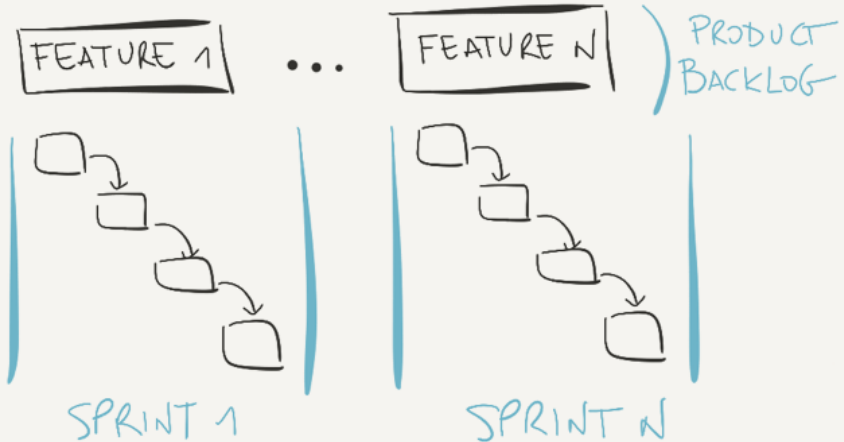 FEATURE 1 ... FEATURE N
PRODUCT
BACKLOG
SPRINT 1
SPRINT N